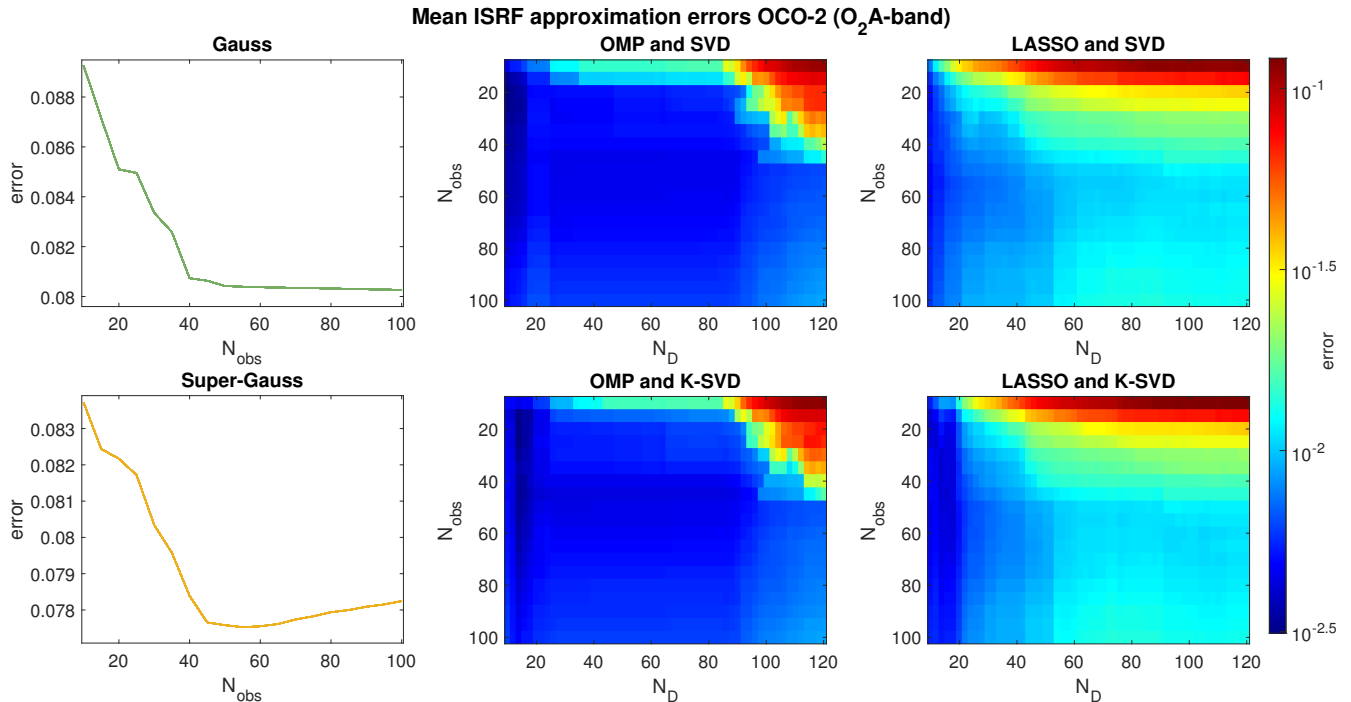 Mean ISRF approximation errors OCO-2 (O2A-band)
Gauss
0.088
0.086
0.084
0.082
0.08
error
20 40 60 80 100
Nobs
OMP and SVD
20
40
60
80
100
Nobs
20 40 60 80 100 120
ND
LASSO and SVD
20
40
60
80
100
Nobs
20 40 60 80 100 120
ND
Super-Gauss
0.083
0.082
0.081
0.08
0.079
0.078
error
20 40 60 80 100
Nobs
OMP and K-SVD
20
40
60
80
100
Nobs
20 40 60 80 100 120
ND
LASSO and K-SVD
20
40
60
80
100
Nobs
20 40 60 80 100 120
ND
10-1
10-1.5
10-2
10-2.5
error